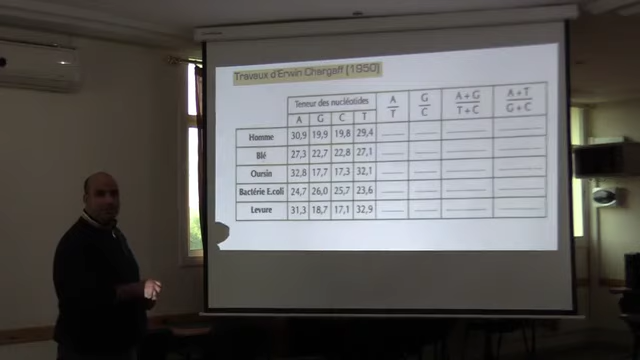 Travaux d'Erwin Chargaff (1950)
Teneur des nucléotides A/T G/C A+G/T+C A+T/G+C
A G C T
Homme 30,9 19,9 19,8 29,4
Blé 27,3 22,7 22,8 27,1
Oursin 32,8 17,7 17,3 32,1
Bactérie E.coli 24,7 26,0 25,7 23,6
Levure 31,3 18,7 17,1 32,9